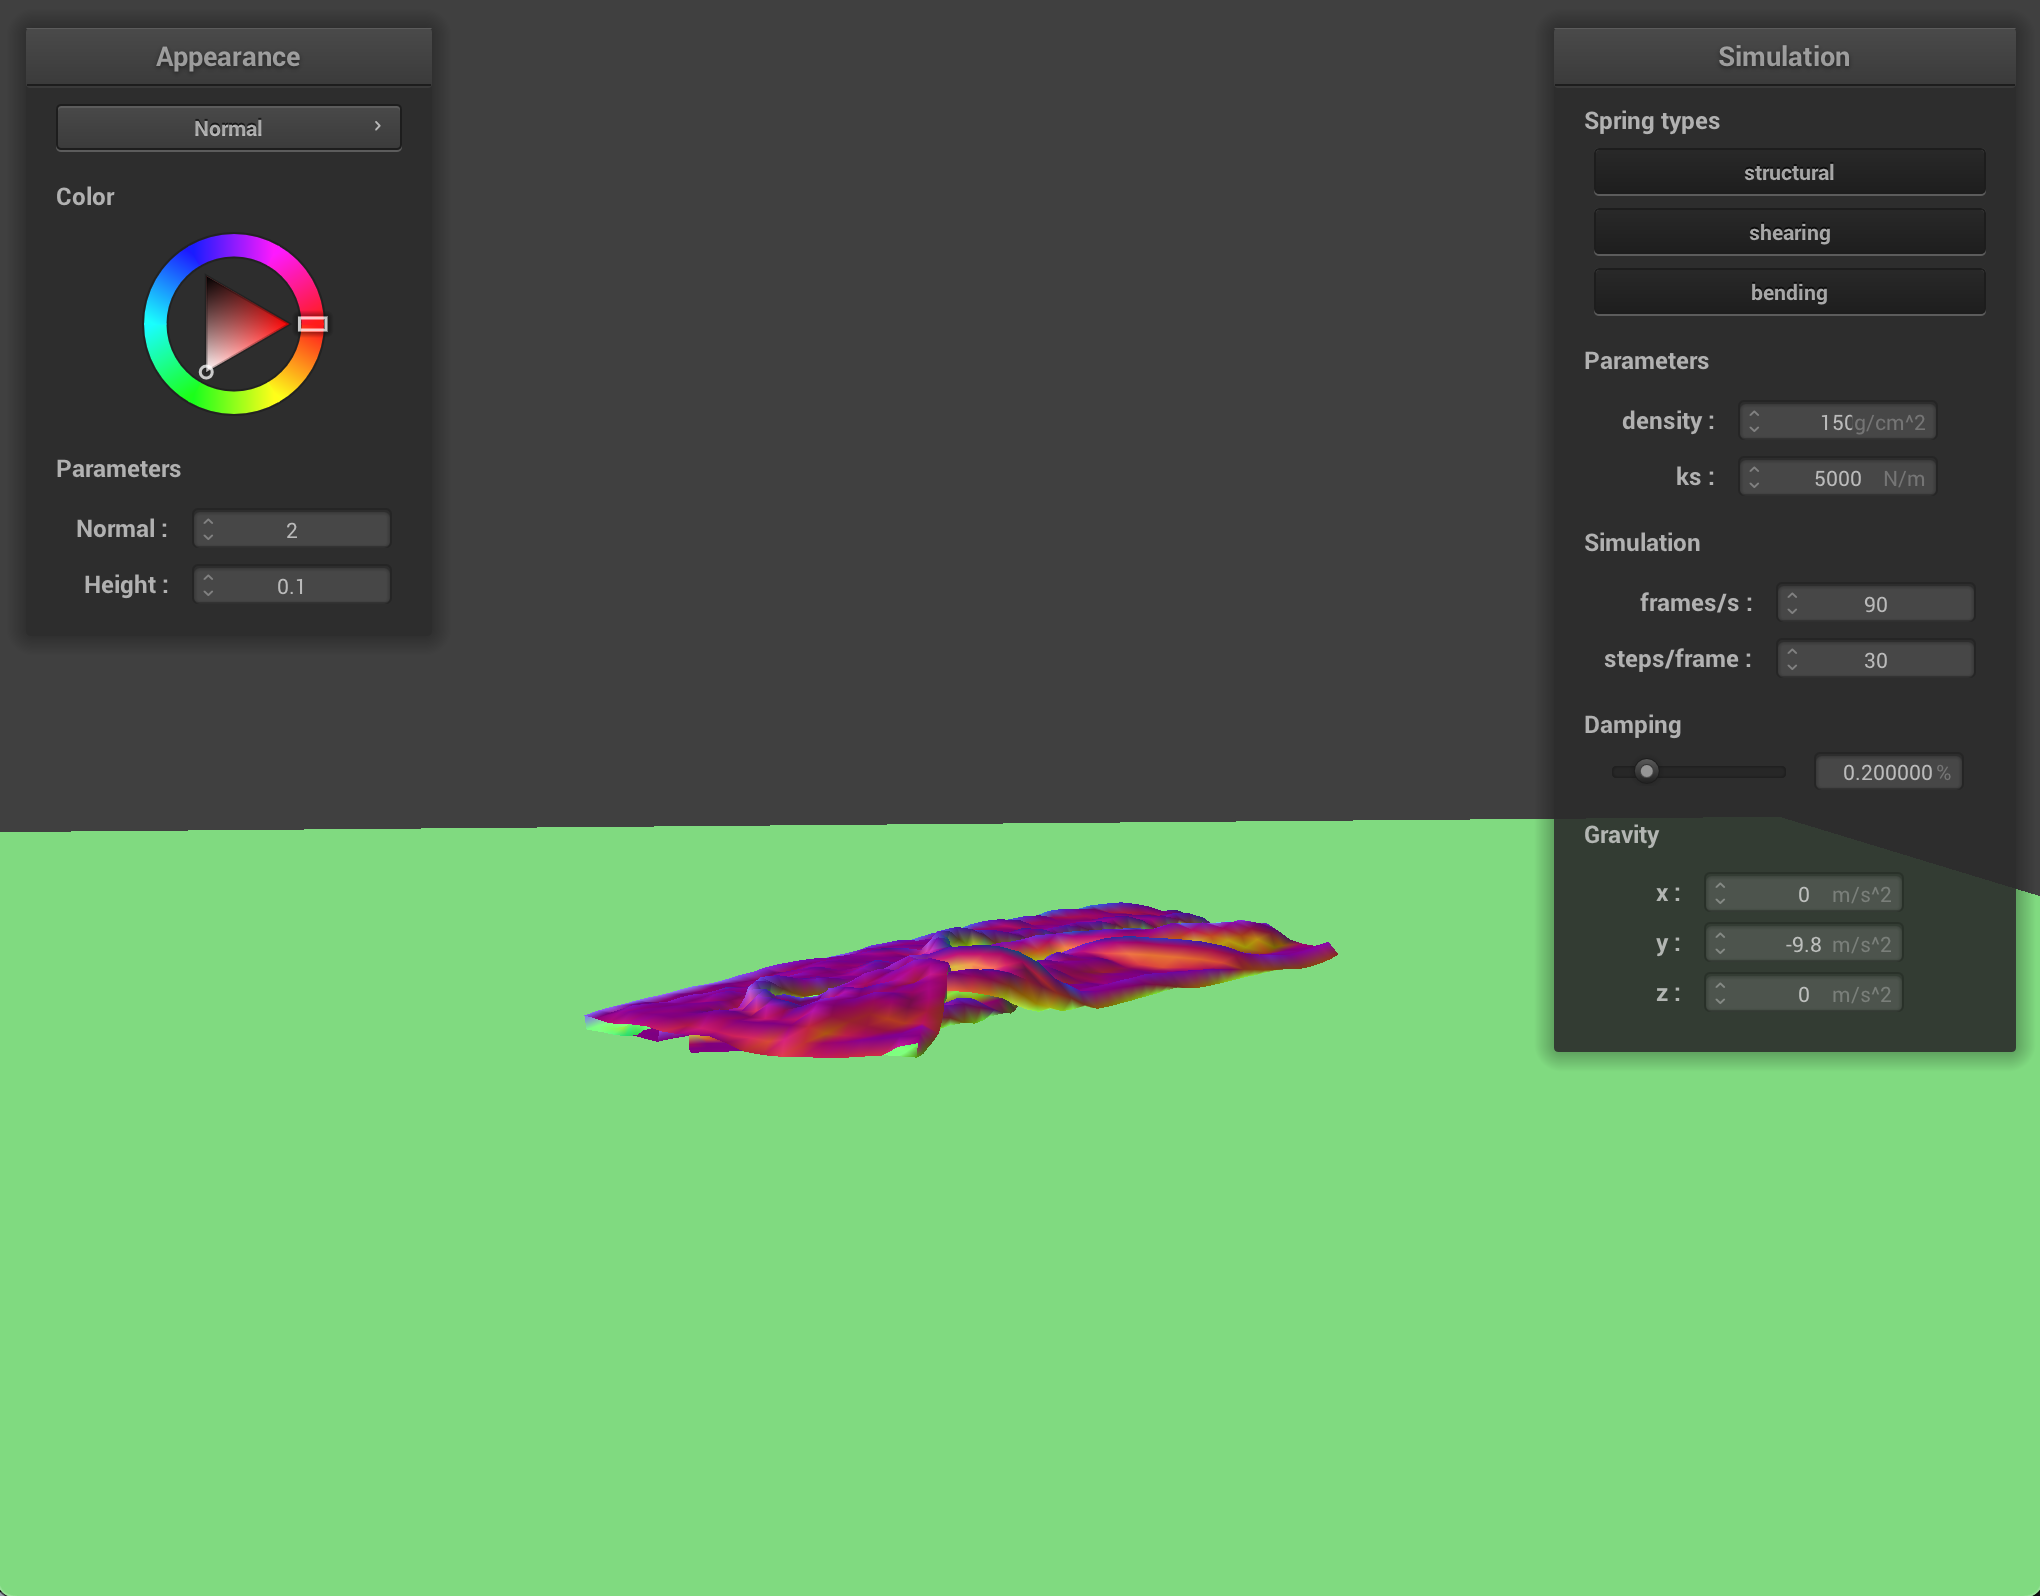 Appearance
Normal
Color
Parameters
Normal : 2
Height : 0.1
Simulation
Spring types
structural
shearing
bending
Parameters
density : 150 g/cm^2
ks : 5000 N/m
Simulation
frames/s : 90
steps/frame : 30
Damping
0.200000 %
Gravity
x : 0 m/s^2
y : -9.8 m/s^2
z : 0 m/s^2